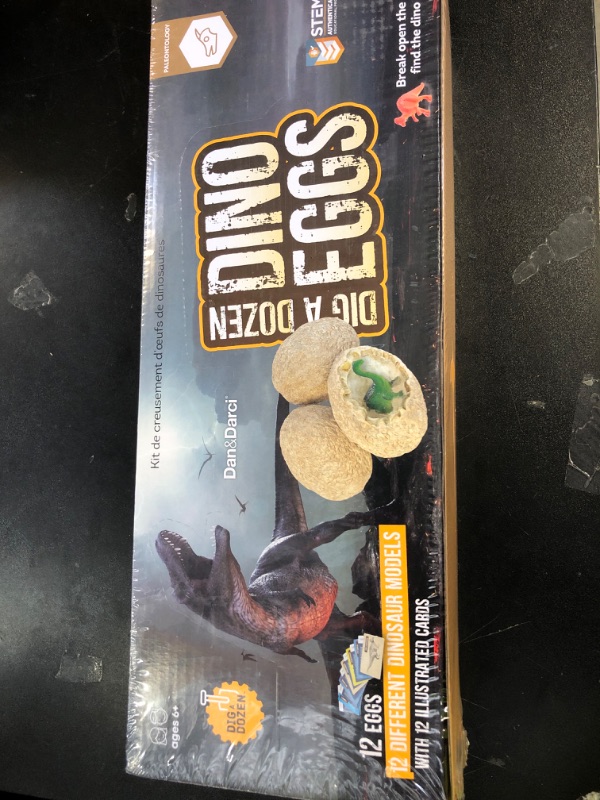 ages 6+
Kit de creusement d'œufs de dinosaures
PALEONTOLOGY
DIG A
DOZEN
Dan&Darci
DIG A DOZEN
DINO
EGGS
STEM
12 EGGS
12 DIFFERENT DINOSAUR MODELS
WITH 12 ILLUSTRATED CARDS
Break open the
find the dino